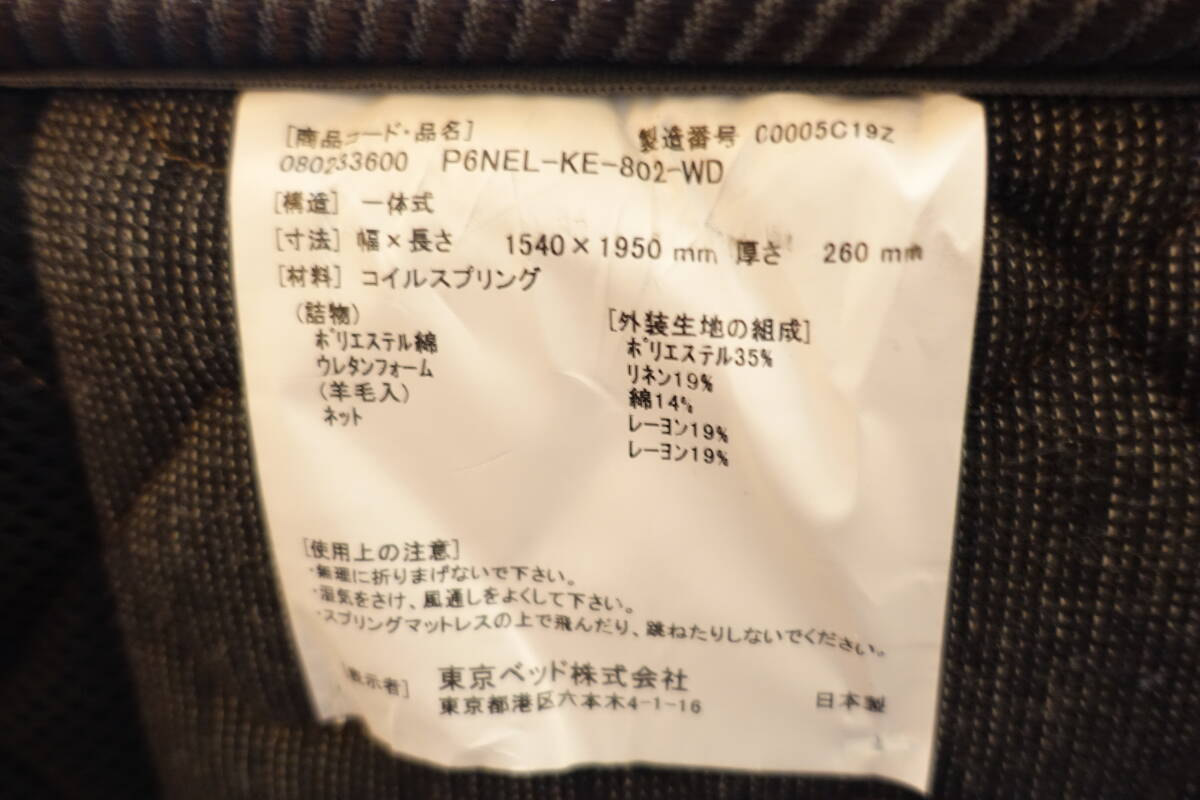 [商品コード・品名] 製造番号 C0005C19Z
080233600 P6NEL-KE-802-WD
[構造] 一体式
[寸法] 幅×長さ 1540×1950 mm 厚さ 260 mm
[材料] コイルスプリング
(詰物)
ポリエステル綿
ウレタンフォーム
(羊毛入)
ネット
[外装生地の組成]
ポリエステル35%
リネン19%
綿14%
レーヨン19%
レーヨン19%
[使用上の注意]
・無理に折りまげないで下さい。
・湿気をさけ、風通しをよくして下さい。
・スプリングマットレスの上で飛んだり、跳ねたりしないでください。
[表示者] 東京ベッド株式会社
東京都港区六本木4-1-16 日本製